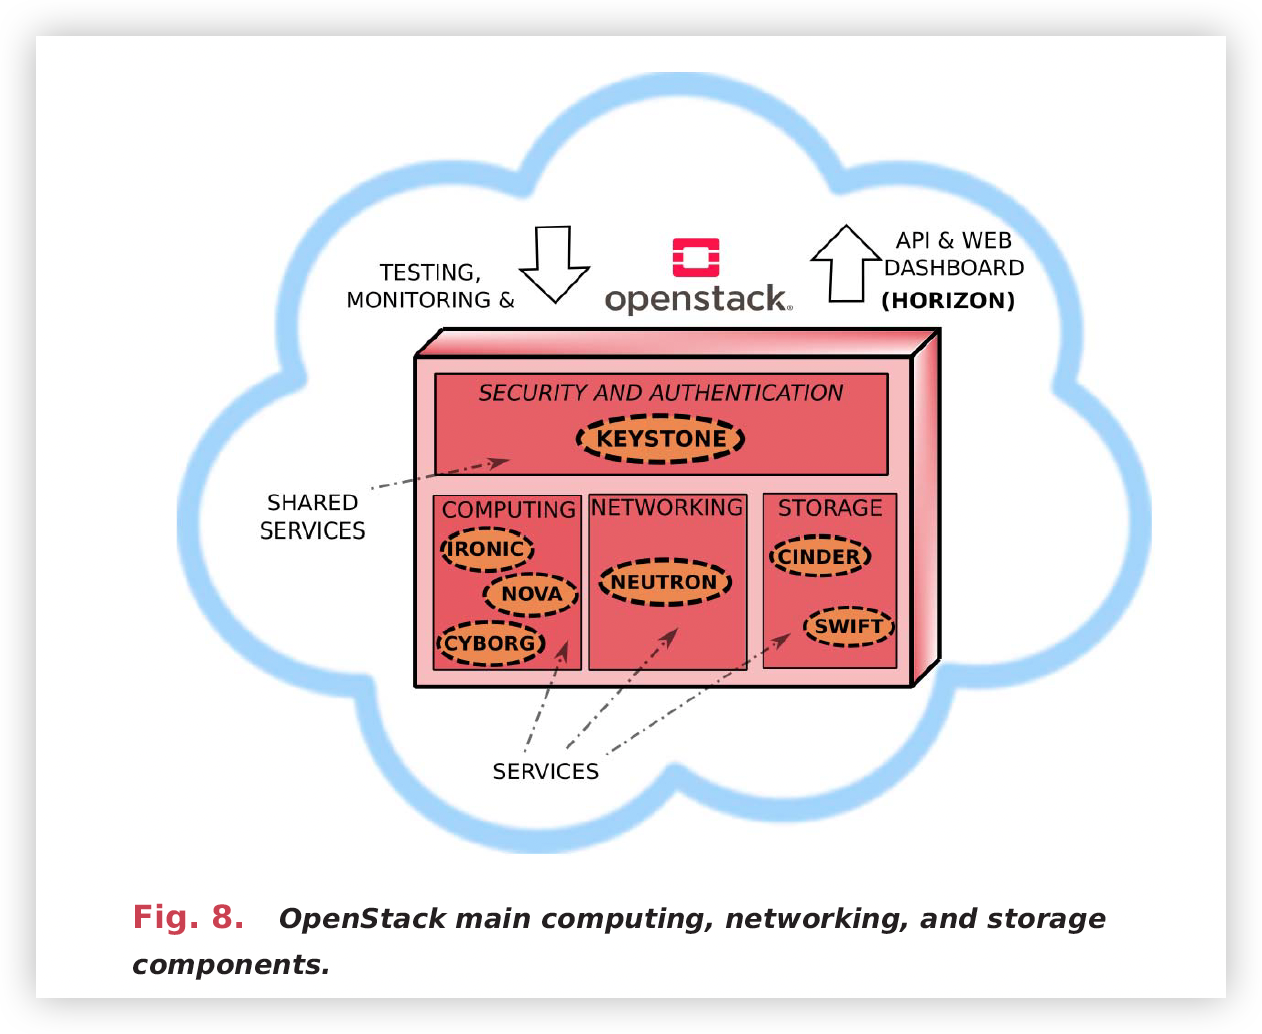 TESTING,
MONITORING &
openstack.
API & WEB
DASHBOARD
(HORIZON)
SECURITY AND AUTHENTICATION
KEYSTONE
SHARED
SERVICES
COMPUTING
IRONIC
NOVA
CYBORG
NETWORKING
NEUTRON
STORAGE
CINDER
SWIFT
SERVICES
Fig. 8. OpenStack main computing, networking, and storage
components.